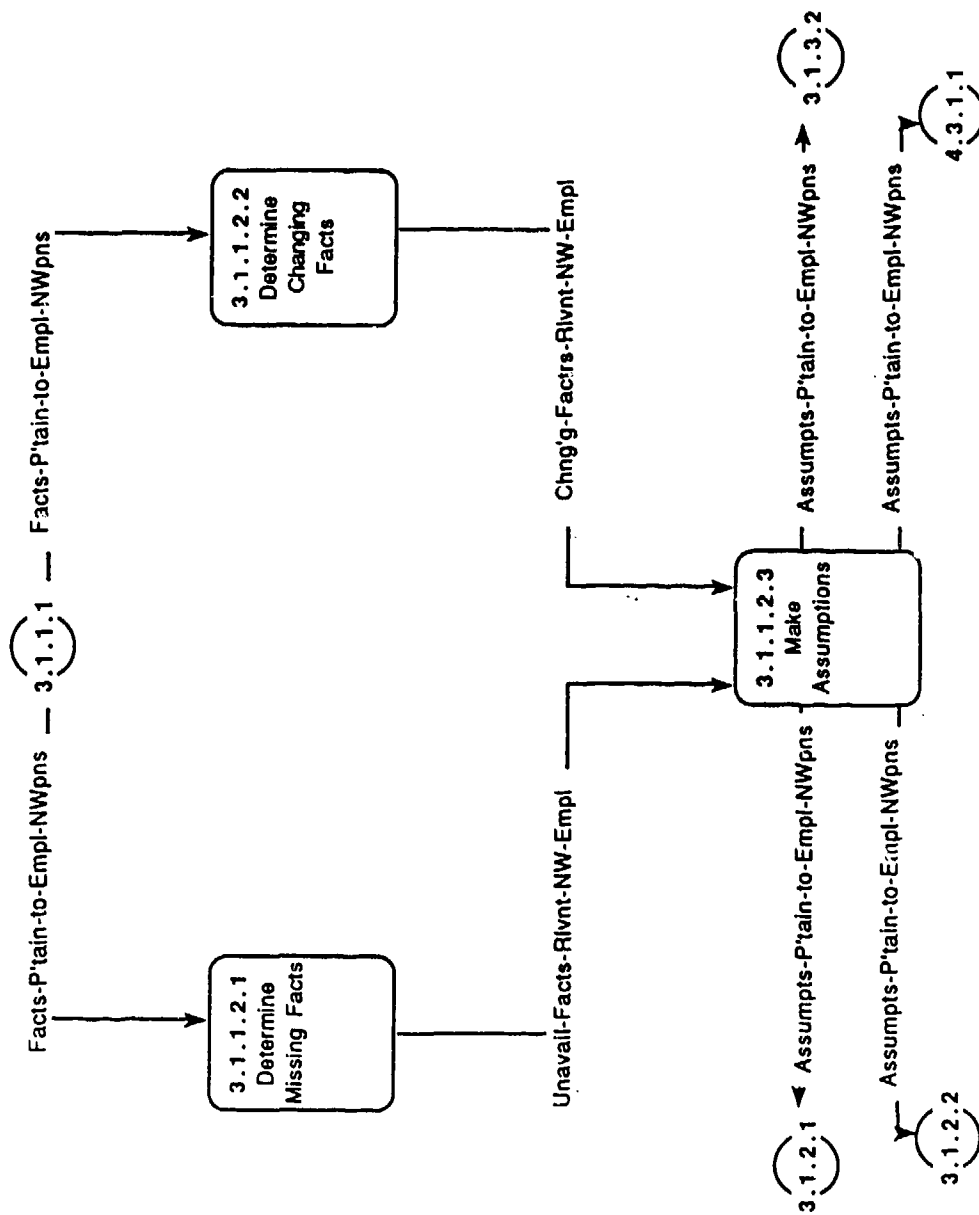 Facts-P'tain-to-Empl-NWpns — 3.1.1.1 — Facts-P'tain-to-Empl-NWpns
3.1.1.2.1
Determine
Missing Facts
3.1.1.2.2
Determine
Changing
Facts
Unavail-Facts-Rlvnt-NW-Empl
Chng'g-Factrs-Rlvnt-NW-Empl
3.1.1.2.3
Make
Assumptions
3.1.2.1
Assumpts-P'tain-to-Empl-NWpns
Assumpts-P'tain-to-Empl-NWpns
3.1.3.2
Assumpts-P'tain-to-Empl-NWpns
Assumpts-P'tain-to-Empl-NWpns
3.1.2.2
4.3.1.1